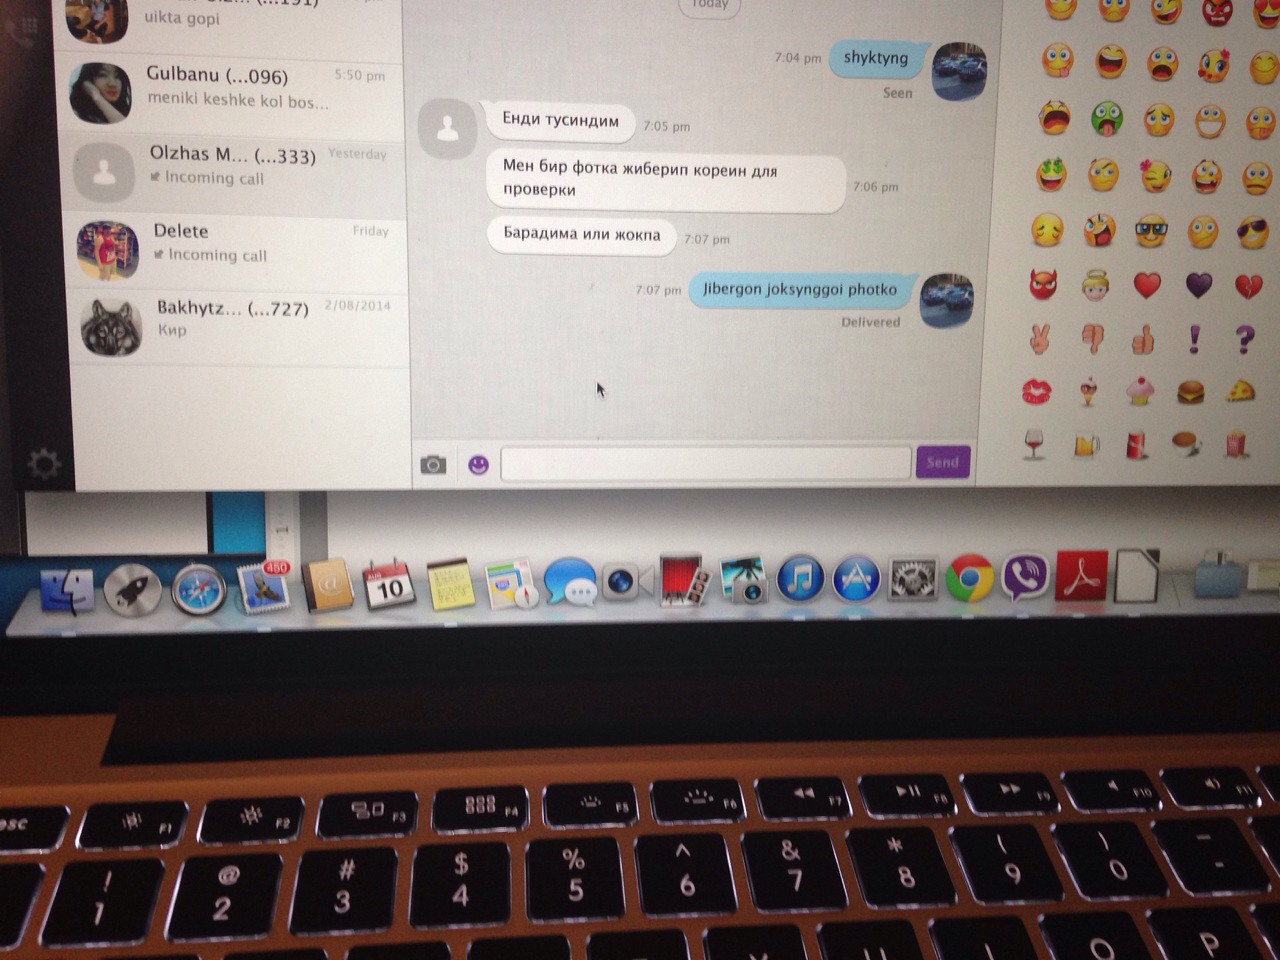 uikta gopi
Gulbanu (...096)
5:50 pm
meniki keshke kol bos...
Olzhas M... (...333)
Yesterday
Incoming call
Delete
Friday
Incoming call
Bakhytz... (...727)
2/08/2014
Кир
Today
7:04 pm
shyktyng
Seen
Енди тусиндим
7:05 pm
Мен бир фотка жиберип кореин для
проверки
7:06 pm
Барадима или жокпа
7:07 pm
7:07 pm
Jibergon joksynggoi photko
Delivered
Send
450
AUG
10
esc
F1
F2
F3
F4
F5
F6
F7
F8
F9
F10
F11
! @ # $ % ^ & * ( ) –
1 2 3 4 5 6 7 8 9 0 -
O P